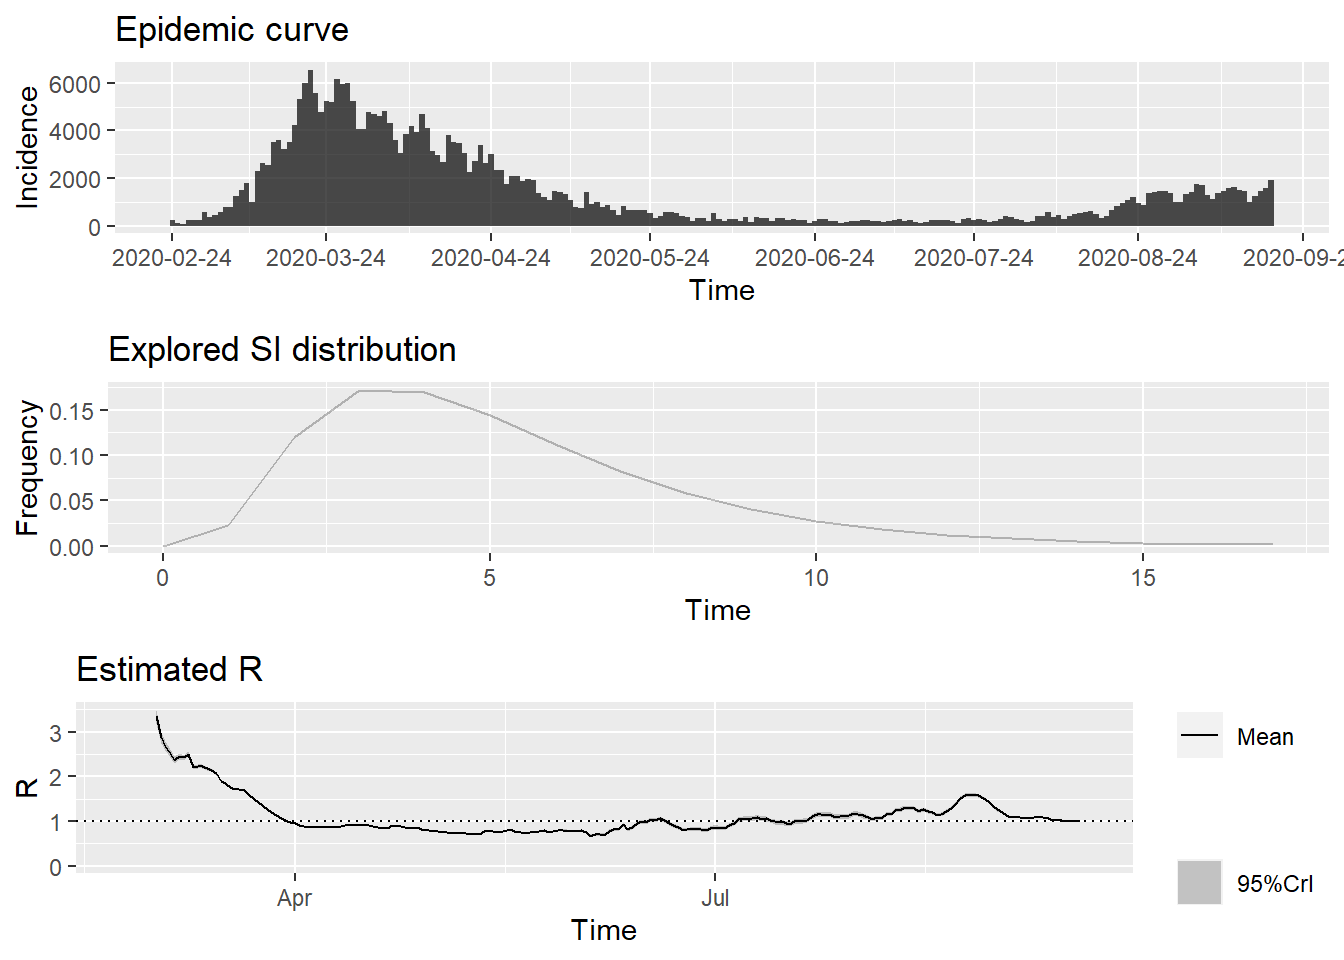 Epidemic curve
Incidence
6000
4000
2000
0
2020-02-24 2020-03-24 2020-04-24 2020-05-24 2020-06-24 2020-07-24 2020-08-24 2020-09-2
Time
Explored SI distribution
Frequency
0.15
0.10
0.05
0.00
0 5 10 15
Time
Estimated R
R
3
2
1
0
Apr Jul
Time
Mean
95%CrI